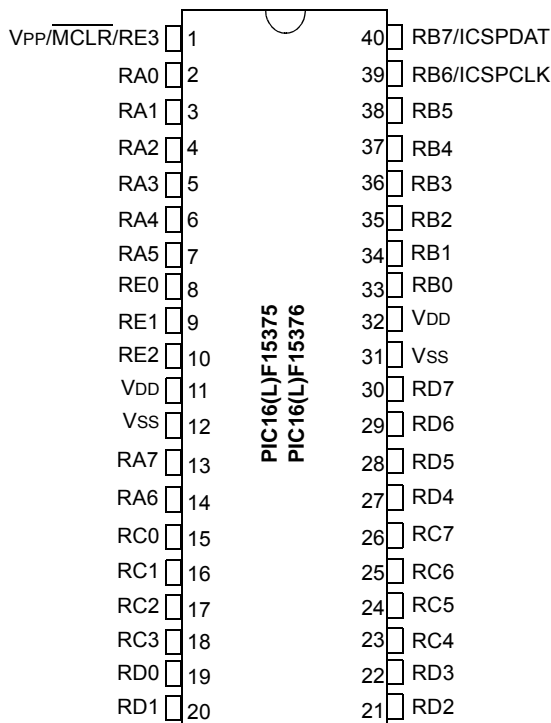 VPP/MCLR/RE3 1 40 RB7/ICSPDAT
RA0 2 39 RB6/ICSPCLK
RA1 3 38 RB5
RA2 4 37 RB4
RA3 5 36 RB3
RA4 6 35 RB2
RA5 7 34 RB1
RE0 8 33 RB0
RE1 9 32 VDD
RE2 10 31 VSS
VDD 11 30 RD7
VSS 12 29 RD6
RA7 13 28 RD5
RA6 14 27 RD4
RC0 15 26 RC7
RC1 16 25 RC6
RC2 17 24 RC5
RC3 18 23 RC4
RD0 19 22 RD3
RD1 20 21 RD2
PIC16(L)F15375
PIC16(L)F15376